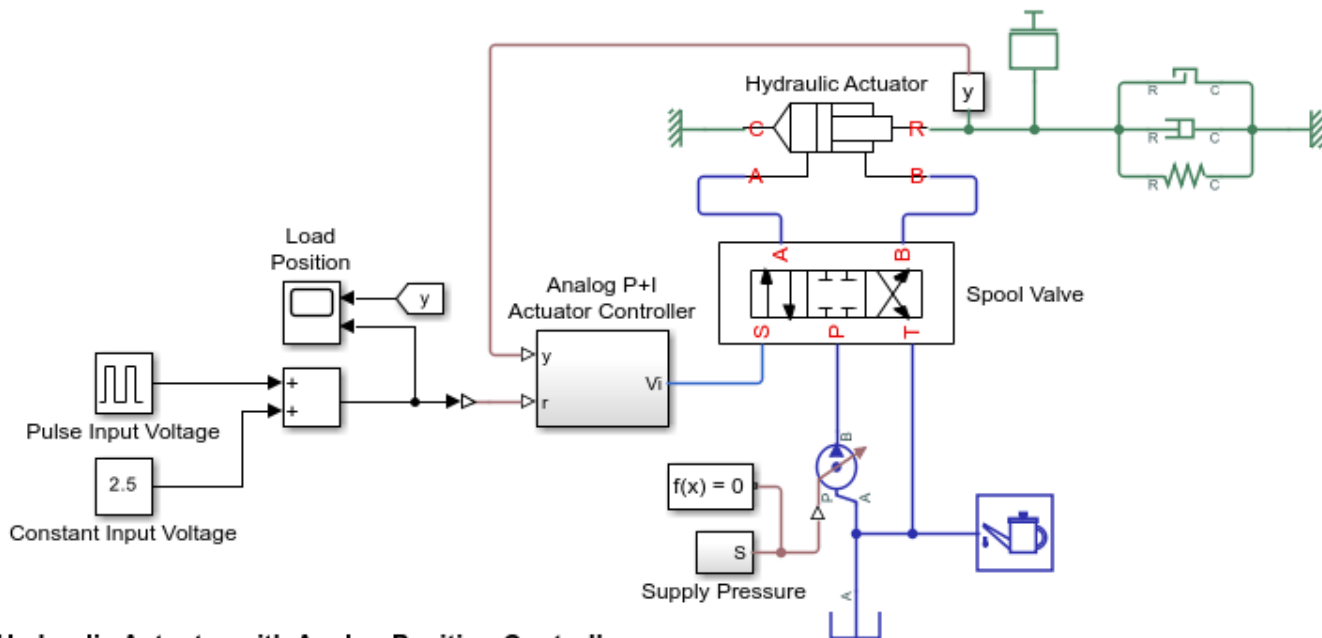 Hydraulic Actuator
y
C
R
A
B
R
C
R
C
R
C
Load
Position
y
Analog P+I
Actuator Controller
y
r
Vi
A
B
S
P
T
Spool Valve
+
+
Pulse Input Voltage
2.5
Constant Input Voltage
B
P
A
f(x) = 0
S
Supply Pressure
A